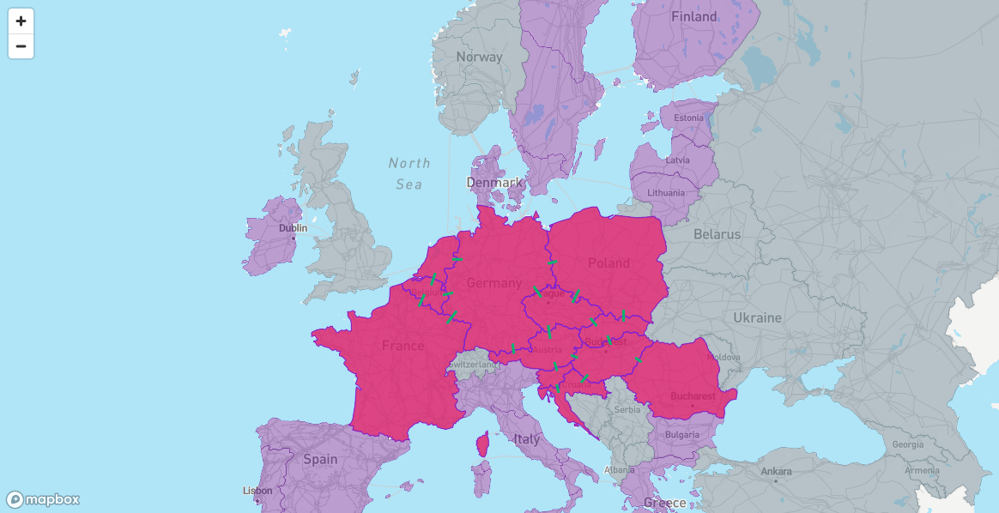 +
−
Finland
Norway
Estonia
North
Sea
Latvia
Denmark
Lithuania
Dublin
Belarus
Poland
Germany
Belgium
Prague
Ukraine
France
Budapest
Austria
Moldova
Switzerland
Croatia
Bucharest
Serbia
Bulgaria
Italy
Georgia
Spain
Albania
Ankara
Armenia
Lisbon
mapbox
Greece